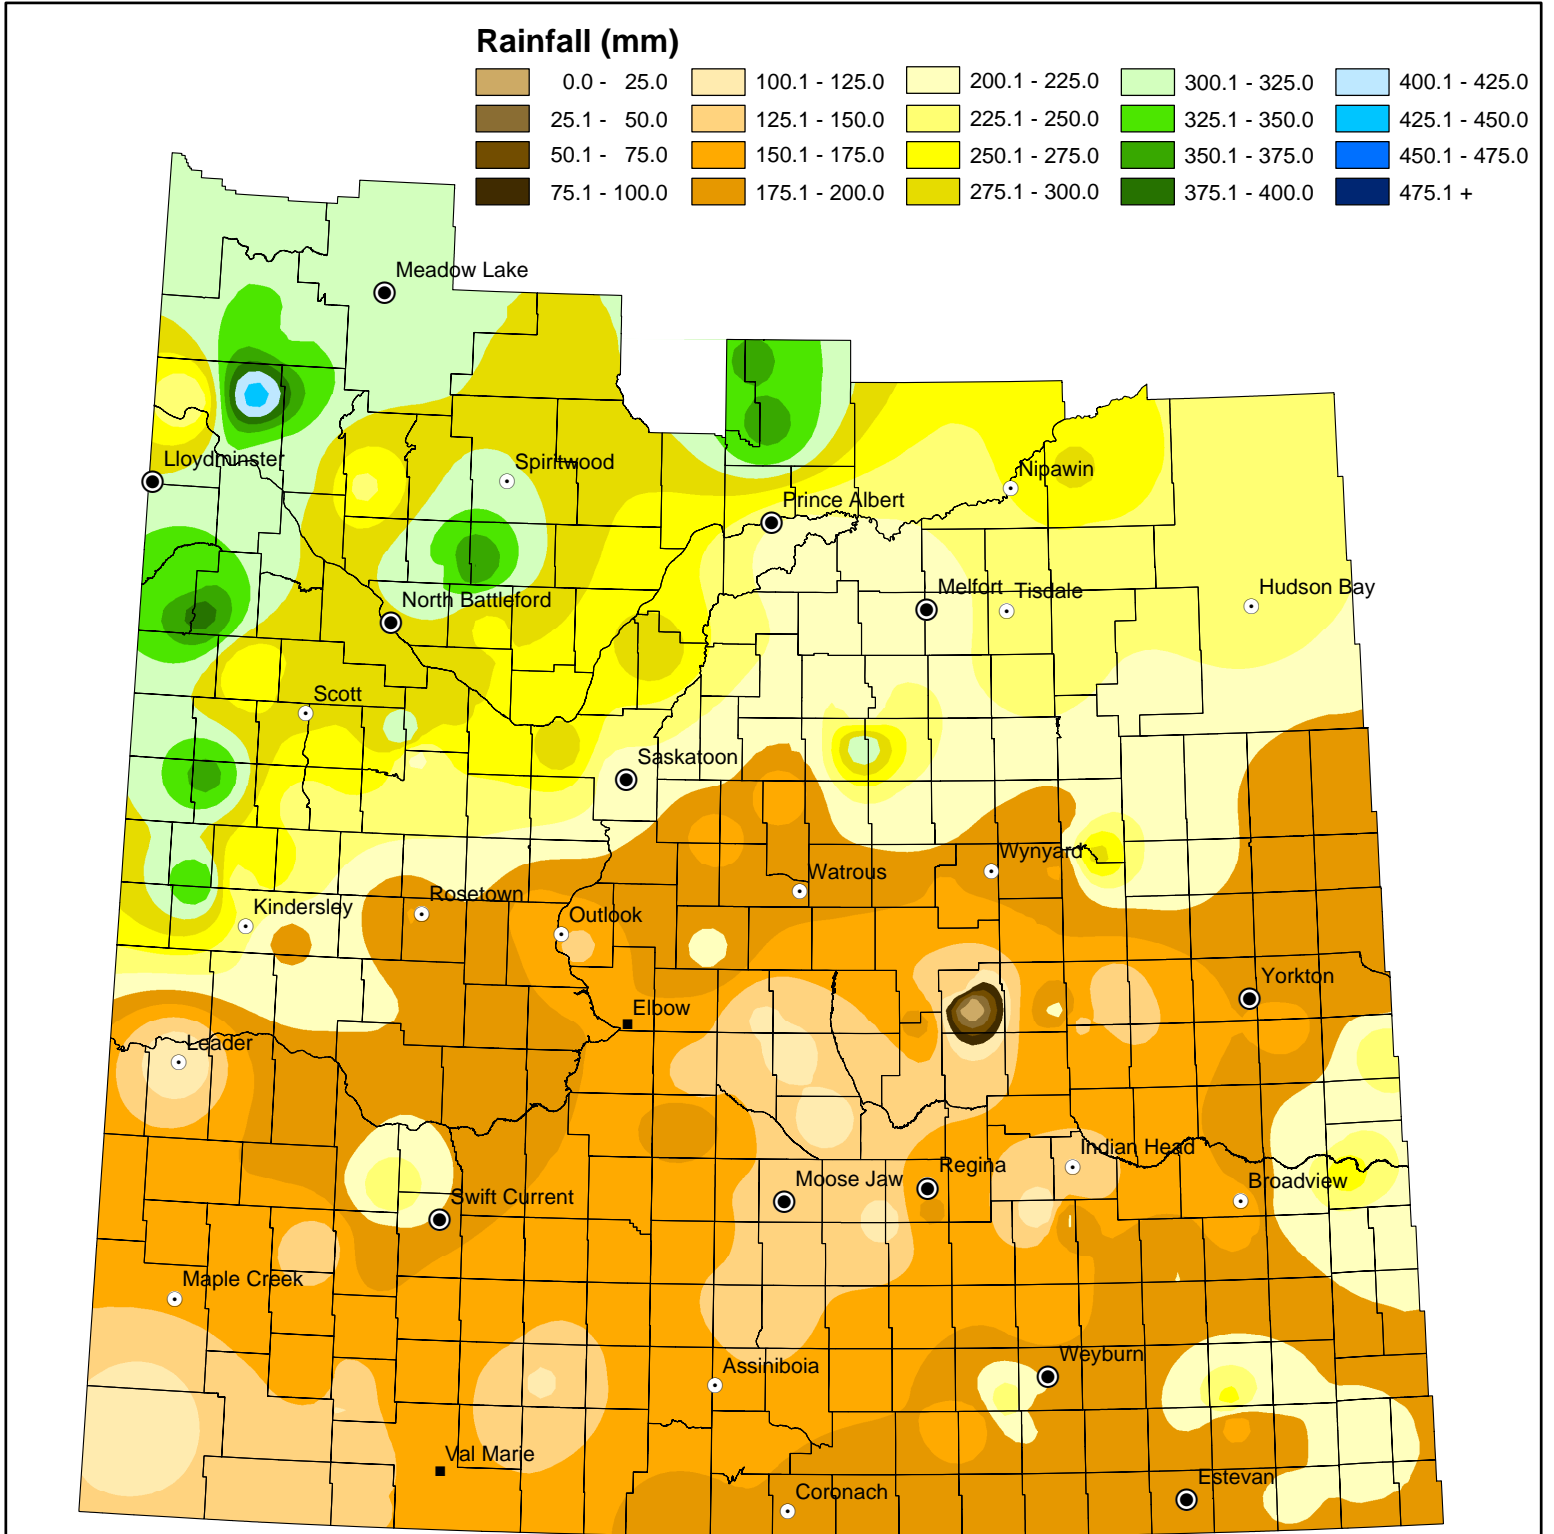 Rainfall (mm)
0.0 - 25.0
25.1 - 50.0
50.1 - 75.0
75.1 - 100.0
100.1 - 125.0
125.1 - 150.0
150.1 - 175.0
175.1 - 200.0
200.1 - 225.0
225.1 - 250.0
250.1 - 275.0
275.1 - 300.0
300.1 - 325.0
325.1 - 350.0
350.1 - 375.0
375.1 - 400.0
400.1 - 425.0
425.1 - 450.0
450.1 - 475.0
475.1 +
Meadow Lake
Lloydminster
Spiritwood
Nipawin
Prince Albert
North Battleford
Melfort
Tisdale
Hudson Bay
Scott
Saskatoon
Wynyard
Watrous
Rosetown
Kindersley
Outlook
Yorkton
Elbow
Leader
Indian Head
Regina
Moose Jaw
Broadview
Swift Current
Maple Creek
Weyburn
Assiniboia
Val Marie
Estevan
Coronach